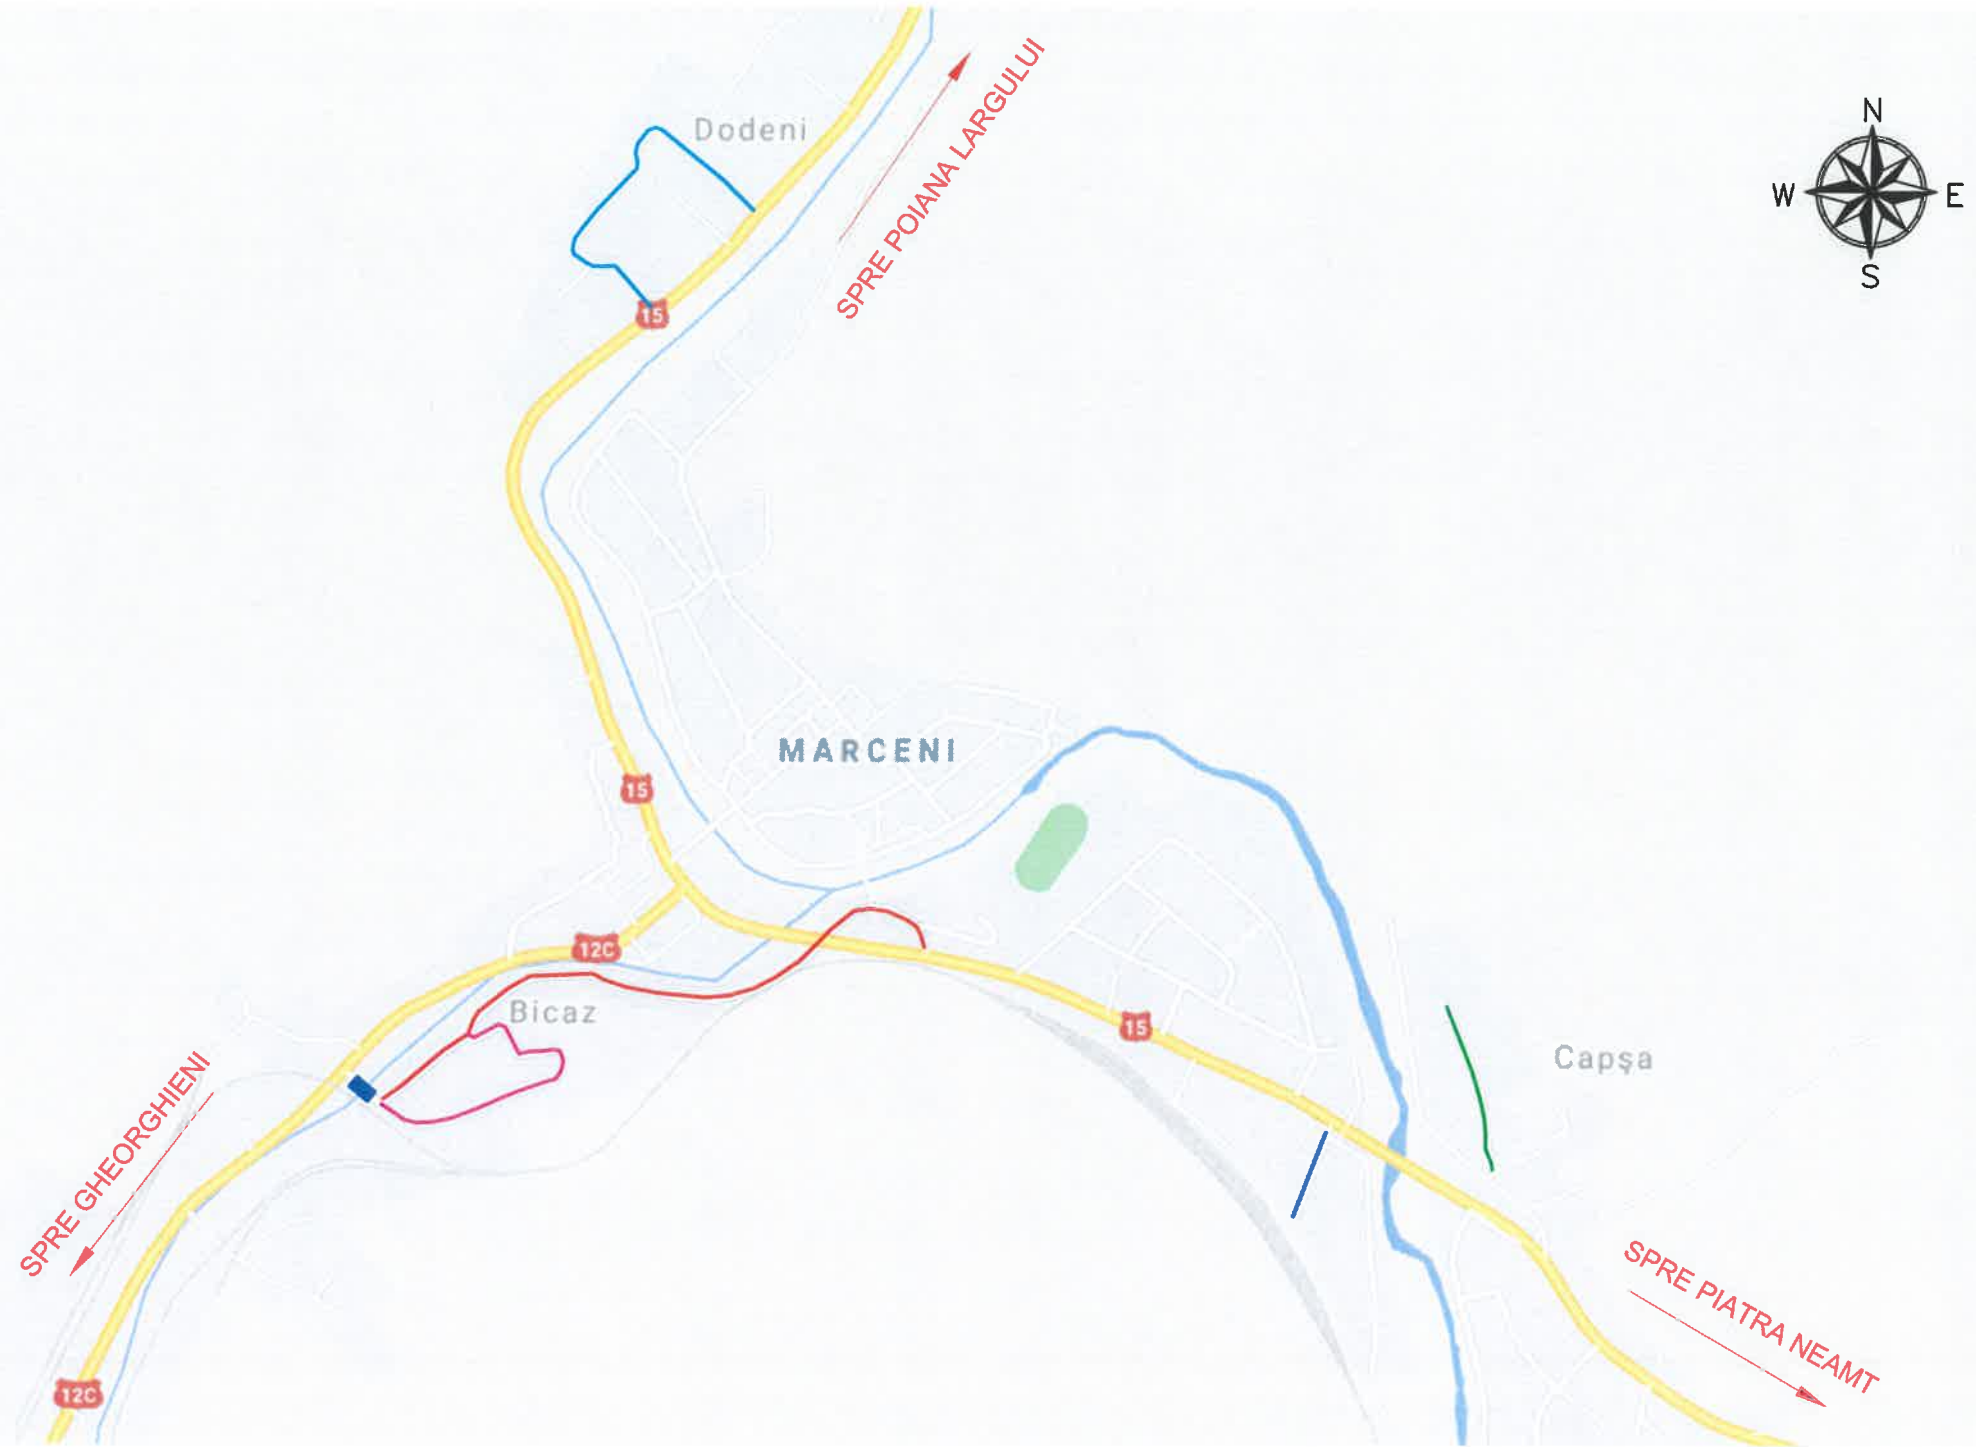 SPRE POIANA LARGULUI
Dodeni
N
W
E
S
15
MARCENI
15
12C
Bicaz
15
Capşa
SPRE GHEORGHIENI
SPRE PIATRA NEAMT
12C